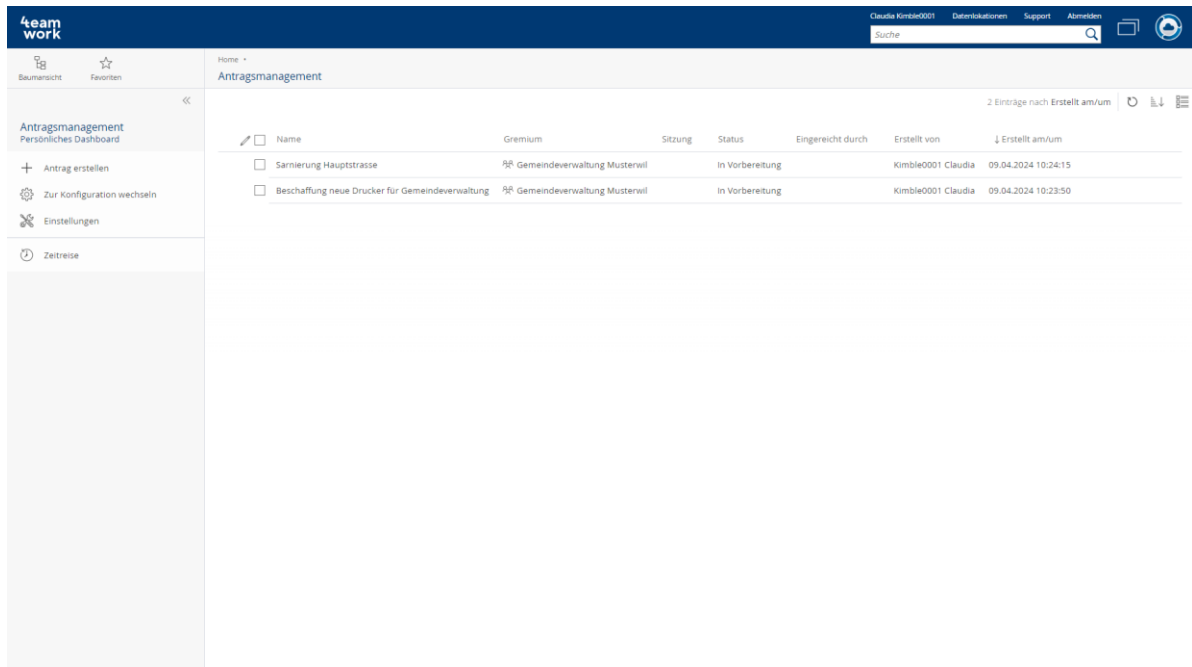 4team
work
Claudia Kimble0001 Datenlokationen Support Abmelden
Suche
Baumansicht Favoriten
Home
Antragsmanagement
2 Einträge nach Erstellt am/um
Antragsmanagement
Persönliches Dashboard
Antrag erstellen
Zur Konfiguration wechseln
Einstellungen
Zeitreise
Name Gremium Sitzung Status Eingereicht durch Erstellt von ↓ Erstellt am/um
Sarnierung Hauptstrasse Gemeindeverwaltung Musterwil In Vorbereitung Kimble0001 Claudia 09.04.2024 10:24:15
Beschaffung neue Drucker für Gemeindeverwaltung Gemeindeverwaltung Musterwil In Vorbereitung Kimble0001 Claudia 09.04.2024 10:23:50